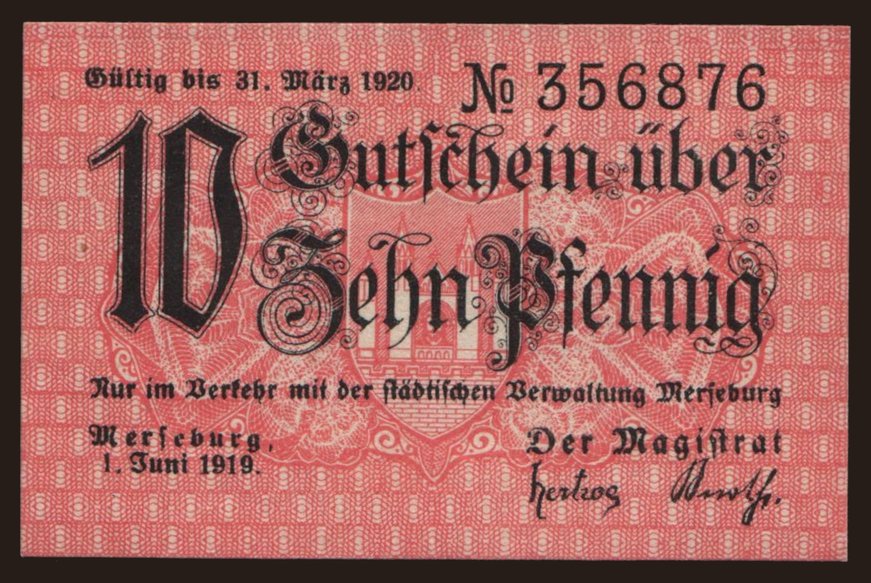 Gültig bis 31. März 1920. № 356876
10 Gutschein über
Zehn Pfennig
Nur im Verkehr mit der städtischen Verwaltung Merseburg
Merseburg, Der Magistrat
1. Juni 1919.
Hertzog